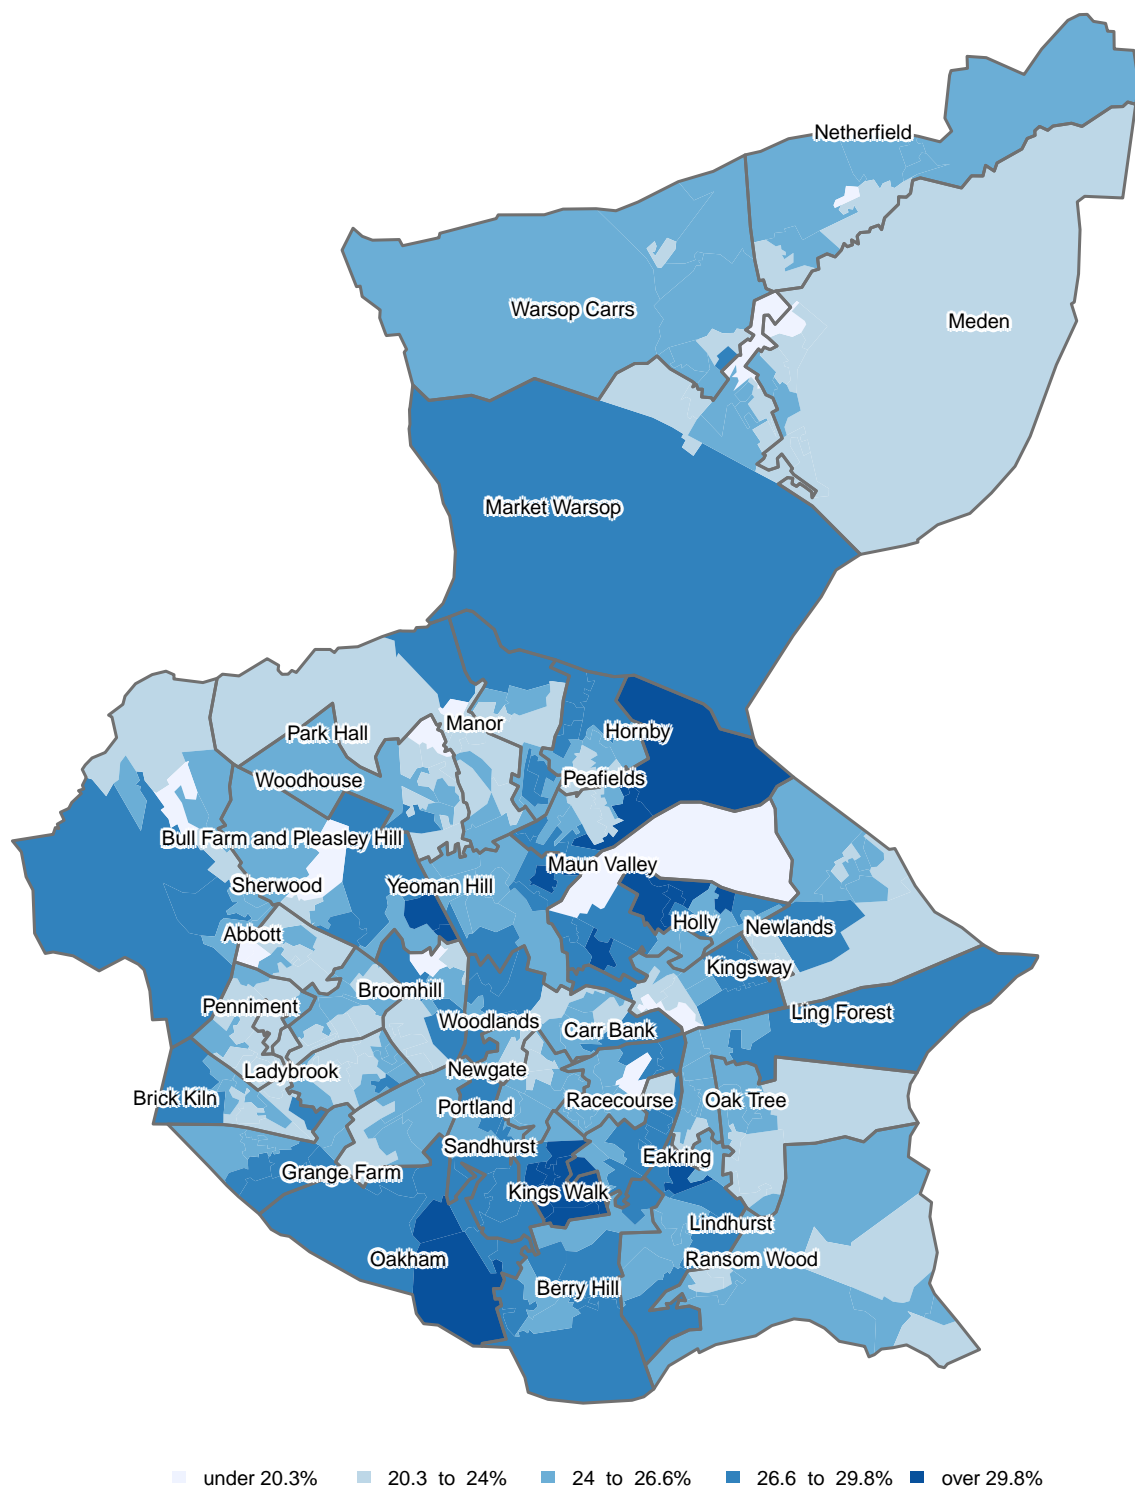 Netherfield
Warsop Carrs
Meden
Market Warsop
Manor
Park Hall
Hornby
Woodhouse
Peafields
Bull Farm and Pleasley Hill
Maun Valley
Sherwood
Yeoman Hill
Abbott
Holly
Newlands
Kingsway
Broomhill
Penniment
Ling Forest
Woodlands
Carr Bank
Ladybrook
Newgate
Brick Kiln
Portland
Racecourse
Oak Tree
Sandhurst
Eakring
Grange Farm
Kings Walk
Lindhurst
Oakham
Ransom Wood
Berry Hill
under 20.3% 20.3 to 24% 24 to 26.6% 26.6 to 29.8% over 29.8%